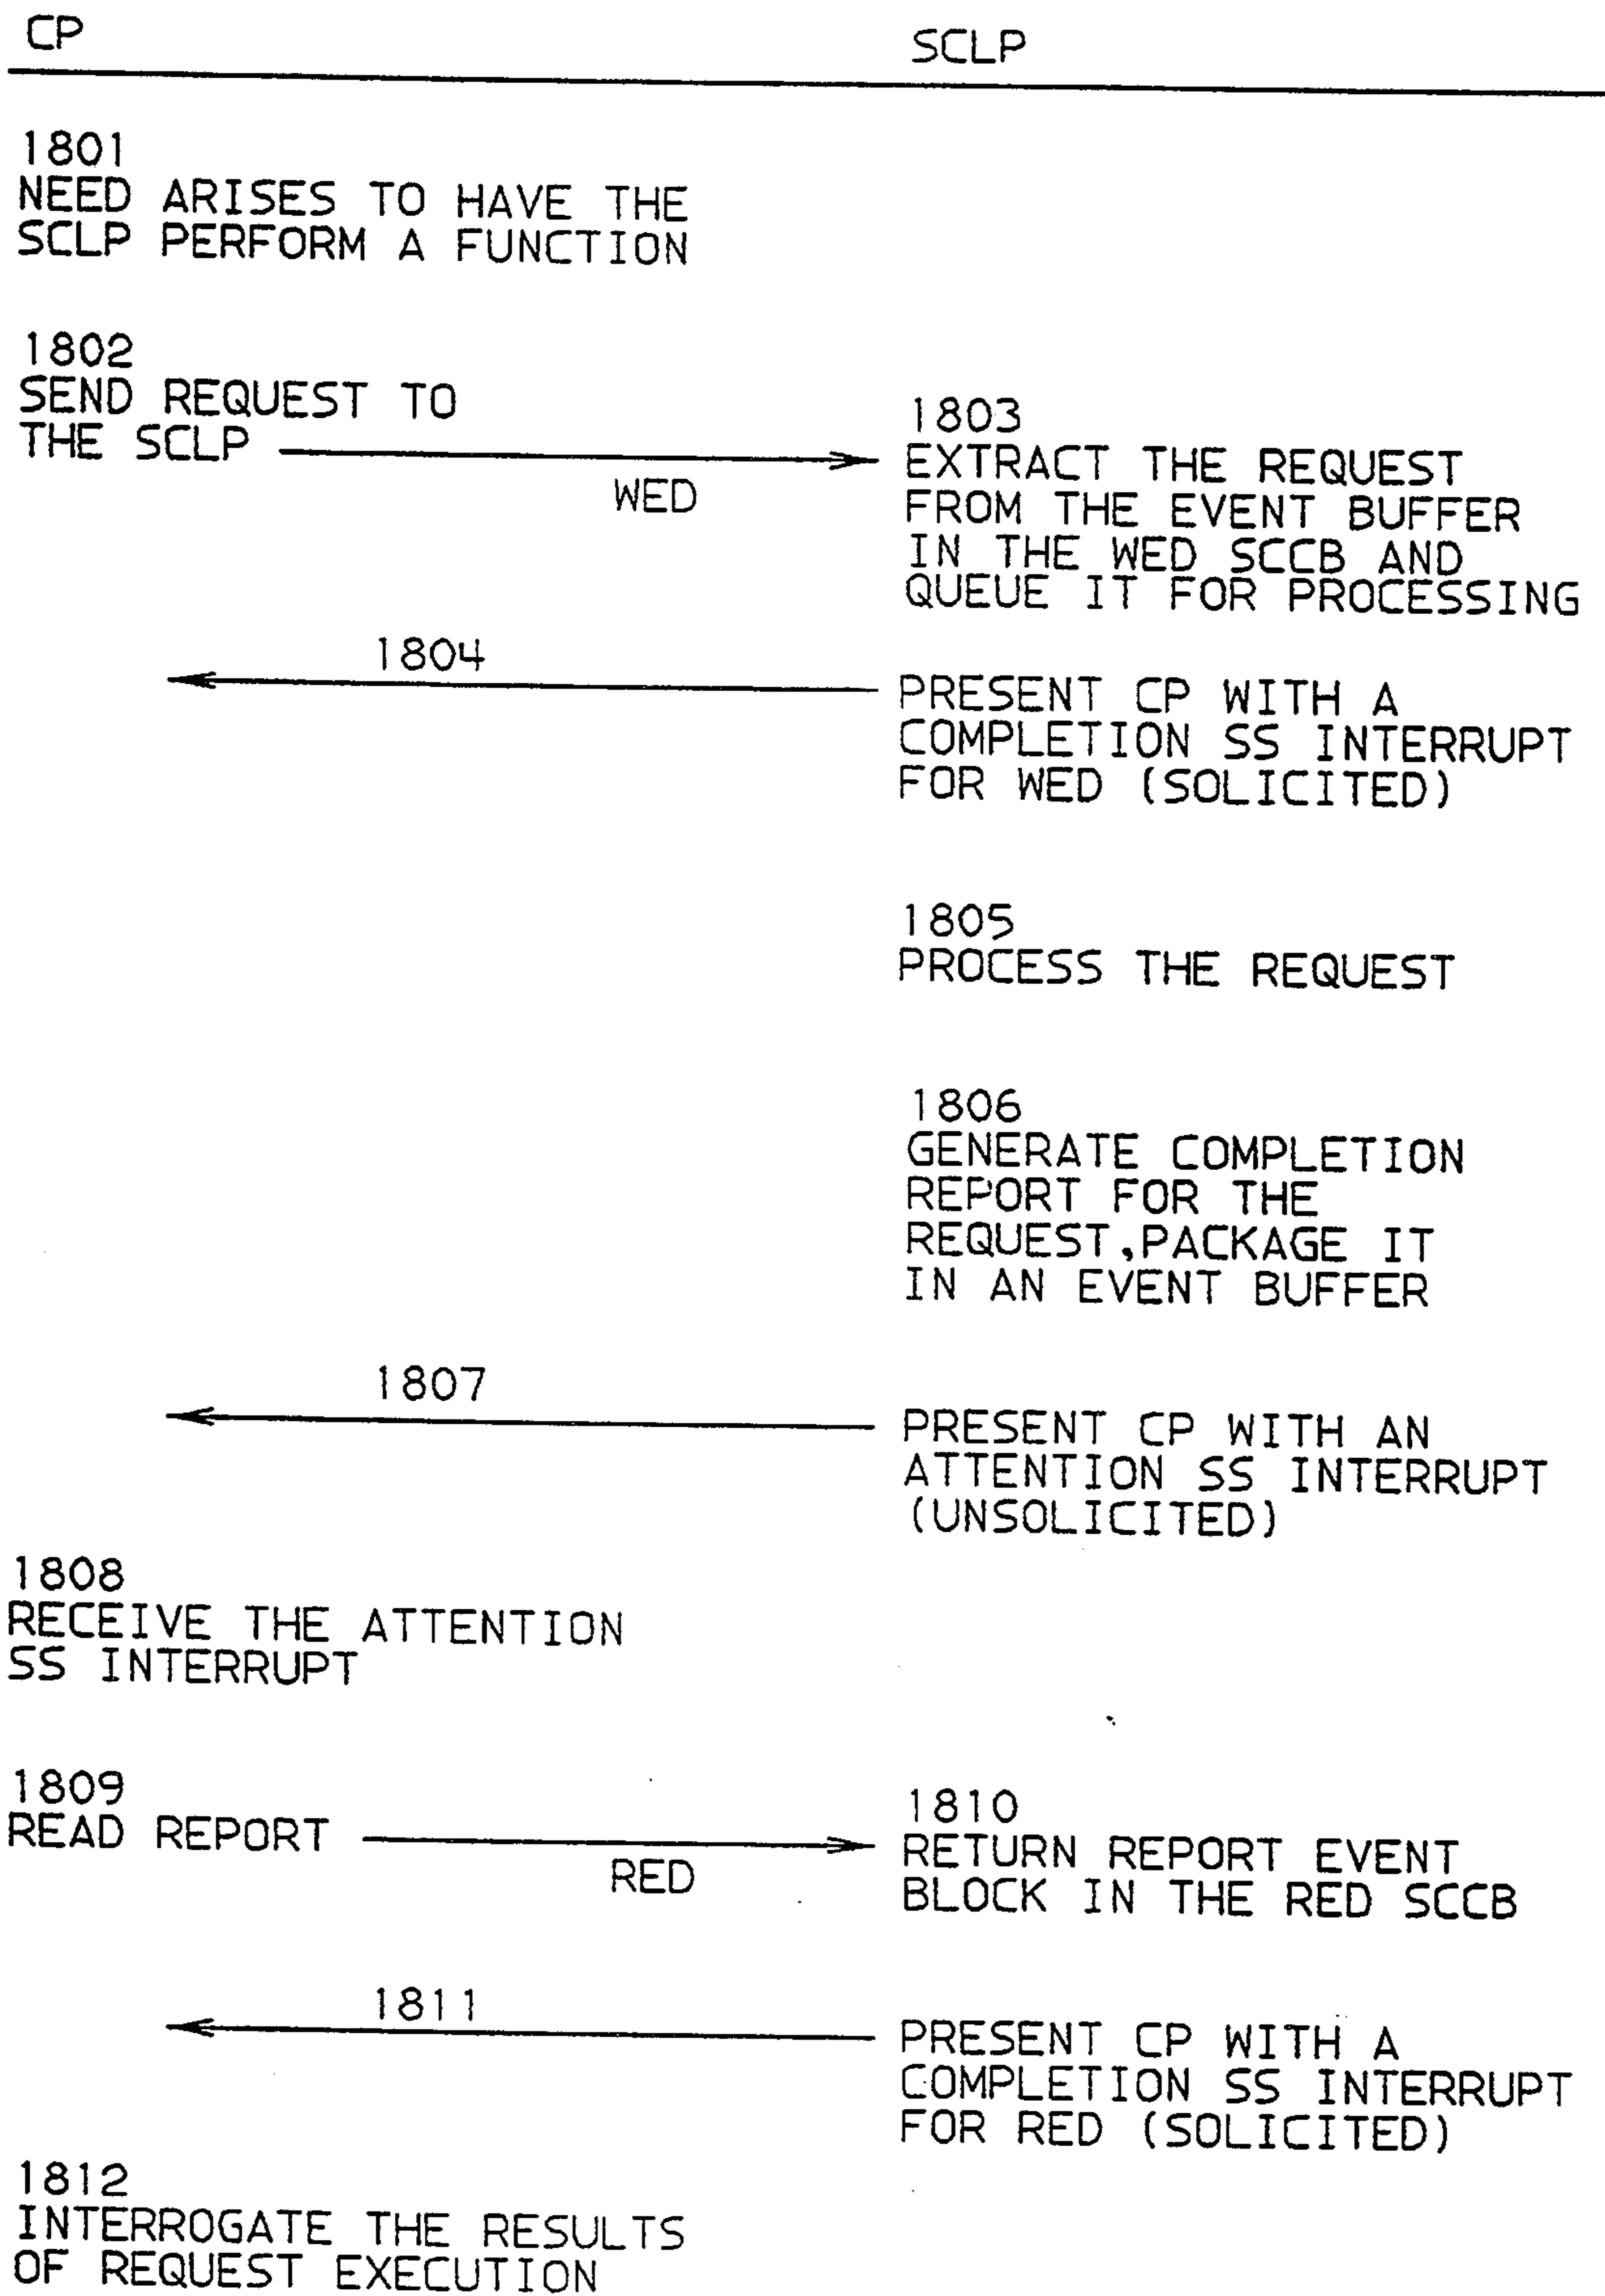 CP
SCLP
1801
NEED ARISES TO HAVE THE
SCLP PERFORM A FUNCTION
1802
SEND REQUEST TO
THE SCLP
WED
1803
EXTRACT THE REQUEST
FROM THE EVENT BUFFER
IN THE WED SCCB AND
QUEUE IT FOR PROCESSING
1804
PRESENT CP WITH A
COMPLETION SS INTERRUPT
FOR WED (SOLICITED)
1805
PROCESS THE REQUEST
1806
GENERATE COMPLETION
REPORT FOR THE
REQUEST,PACKAGE IT
IN AN EVENT BUFFER
1807
PRESENT CP WITH AN
ATTENTION SS INTERRUPT
(UNSOLICITED)
1808
RECEIVE THE ATTENTION
SS INTERRUPT
1809
READ REPORT
RED
1810
RETURN REPORT EVENT
BLOCK IN THE RED SCCB
1811
PRESENT CP WITH A
COMPLETION SS INTERRUPT
FOR RED (SOLICITED)
1812
INTERROGATE THE RESULTS
OF REQUEST EXECUTION